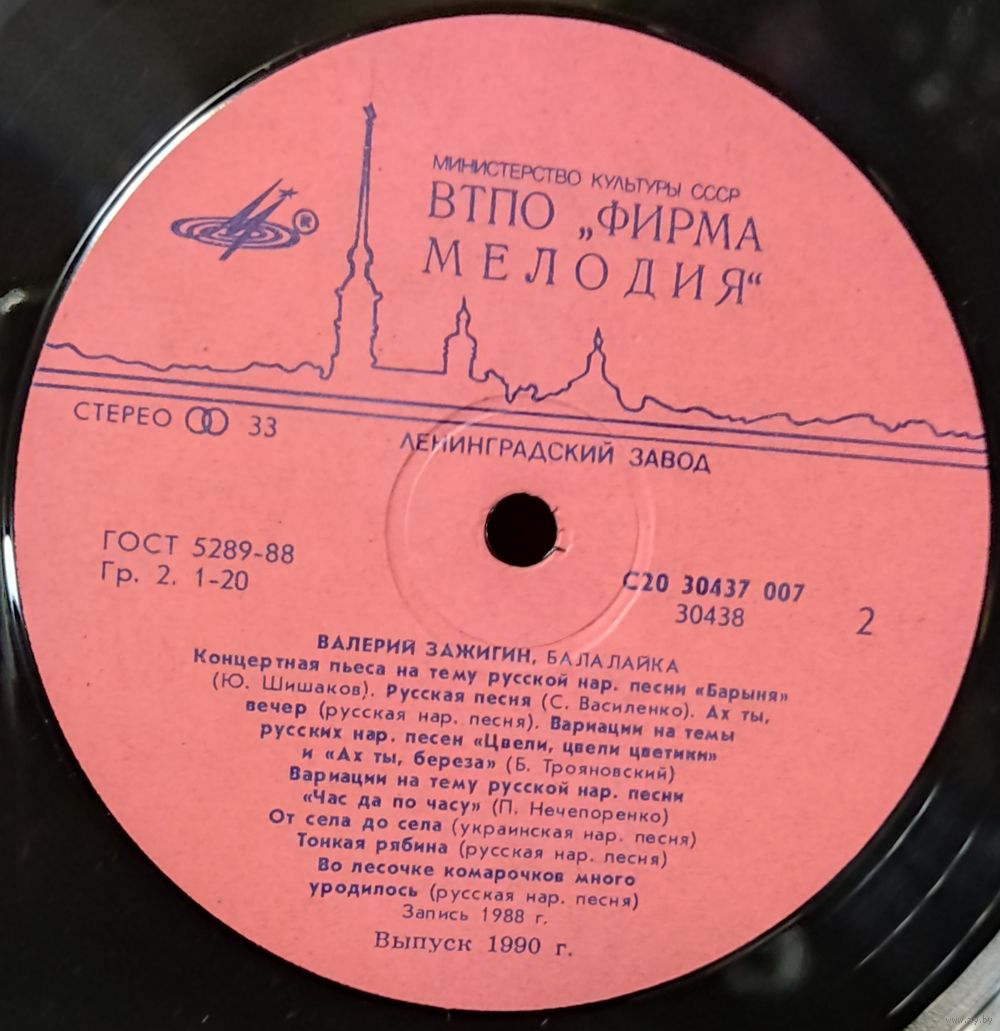 МИНИСТЕРСТВО КУЛЬТУРЫ СССР
ВТПО „ФИРМА
МЕЛОДИЯ“
®
СТЕРЕО 33
ЛЕНИНГРАДСКИЙ ЗАВОД
ГОСТ 5289-88
Гр. 2. 1-20
С20 30437 007
30438
2
ВАЛЕРИЙ ЗАЖИГИН, БАЛАЛАЙКА
Концертная пьеса на тему русской нар. песни «Барыня»
(Ю. Шишаков). Русская песня (С. Василенко). Ах ты,
вечер (русская нар. песня). Вариации на темы
русских нар. песен «Цвели, цвели цветики»
и «Ах ты, береза» (Б. Трояновский)
Вариации на тему русской нар. песни
«Час да по часу» (П. Нечепоренко)
От села до села (украинская нар. песня)
Тонкая рябина (русская нар. песня)
Во лесочке комарочков много
уродилось (русская нар. песня)
Запись 1988 г.
Выпуск 1990 г.
www.ay.by